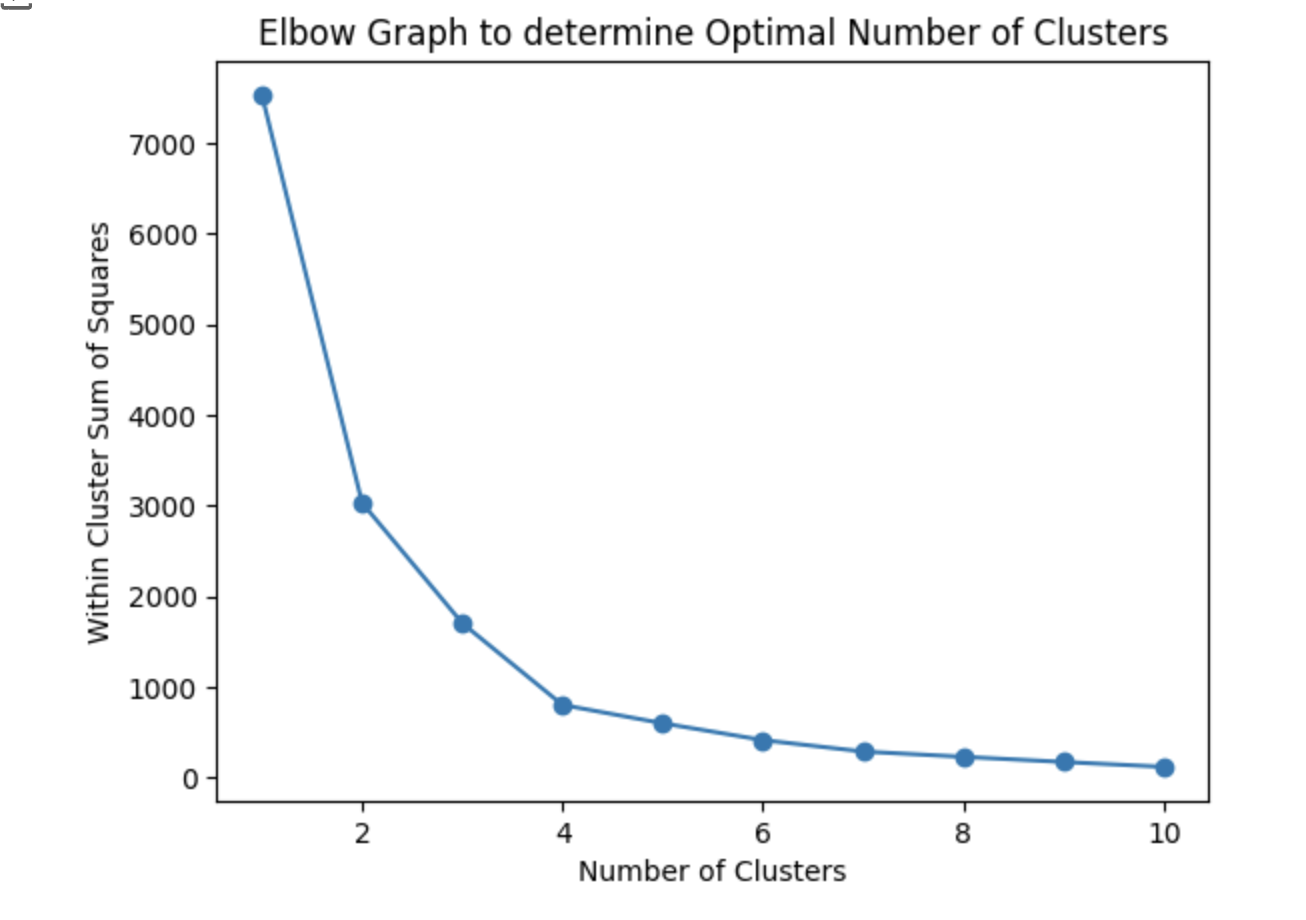 Elbow Graph to determine Optimal Number of Clusters
7000
6000
5000
4000
3000
2000
1000
0
Within Cluster Sum of Squares
2 4 6 8 10
Number of Clusters